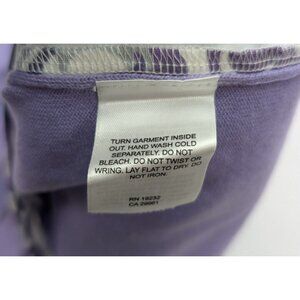 TURN GARMENT INSIDE
OUT. HAND WASH COLD
SEPARATELY. DO NOT
BLEACH. DO NOT TWIST OR
WRING. LAY FLAT TO DRY. DO
NOT IRON.
RN 19232
CA 29961